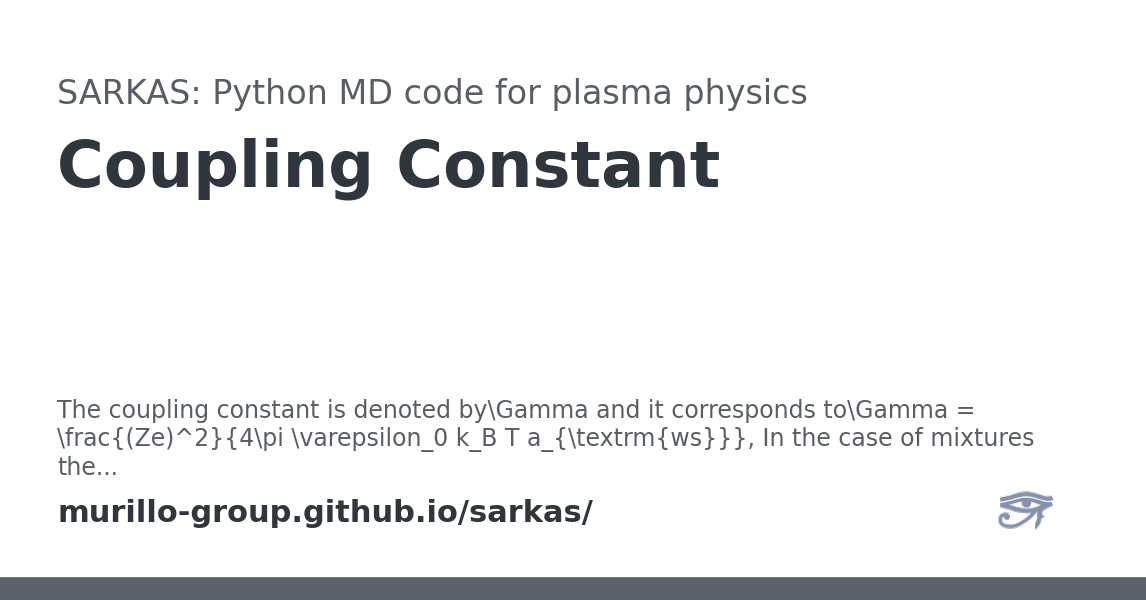 SARKAS: Python MD code for plasma physics
Coupling Constant
The coupling constant is denoted by\Gamma and it corresponds to\Gamma =
\frac{(Ze)^2}{4\pi \varepsilon_0 k_B T a_{\textrm{ws}}}, In the case of mixtures
the...
murillo-group.github.io/sarkas/